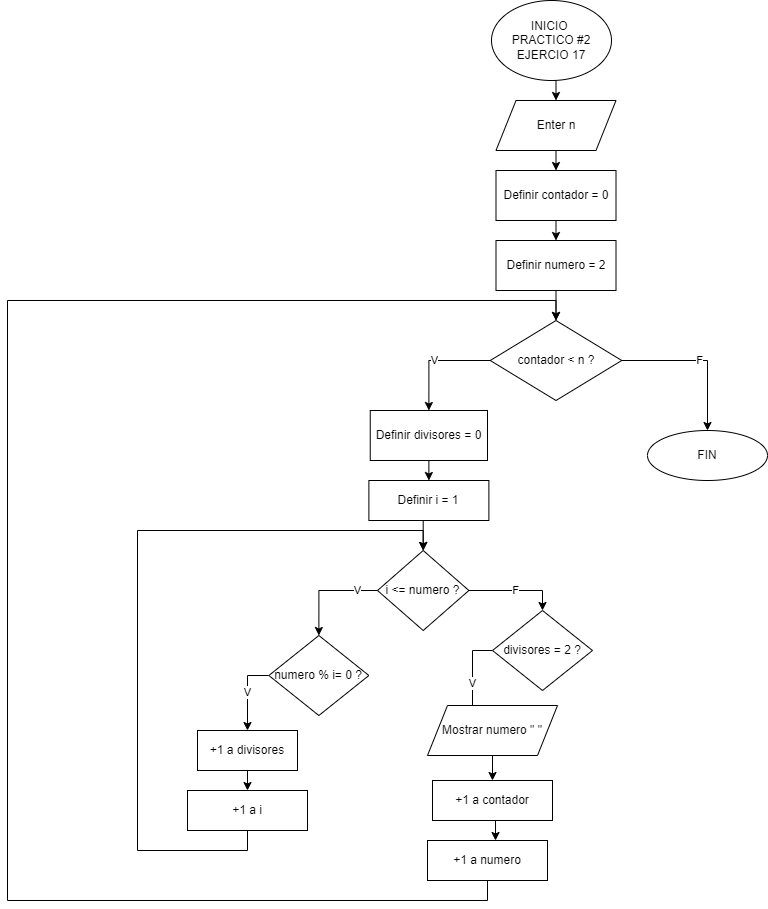 INICIO
PRACTICO #2
EJERCIO 17
Enter n
Definir contador = 0
Definir numero = 2
contador < n ?
V
F
Definir divisores = 0
FIN
Definir i = 1
i <= numero ?
V
F
numero % i= 0 ?
divisores = 2 ?
V
V
Mostrar numero " "
+1 a divisores
+1 a contador
+1 a i
+1 a numero